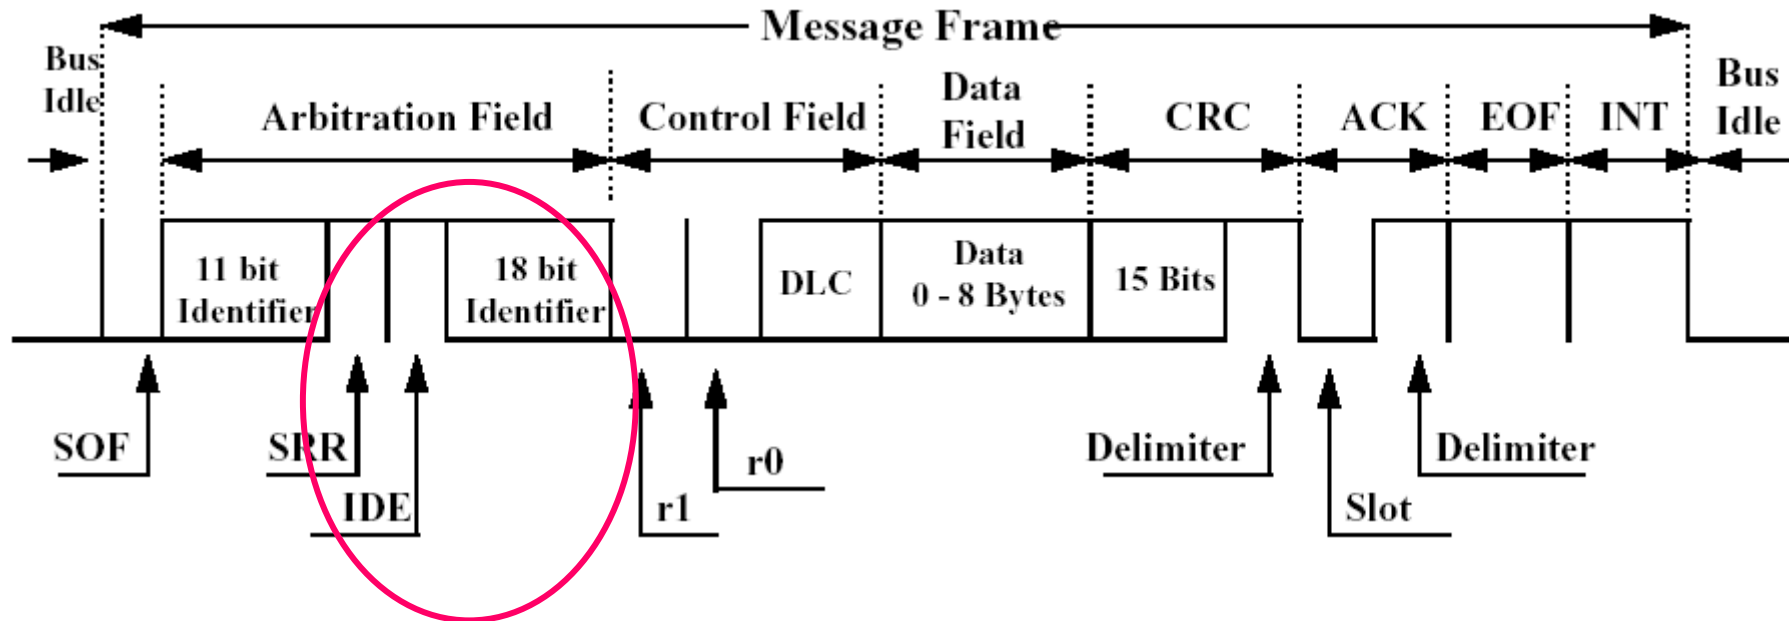 Message Frame
Bus
Idle
Arbitration Field
Control Field
Data
Field
CRC
ACK
EOF
INT
Bus
Idle
11 bit
Identifier
18 bit
Identifier
DLC
Data
0 - 8 Bytes
15 Bits
SOF
SRR
IDE
r1
r0
Delimiter
Slot
Delimiter